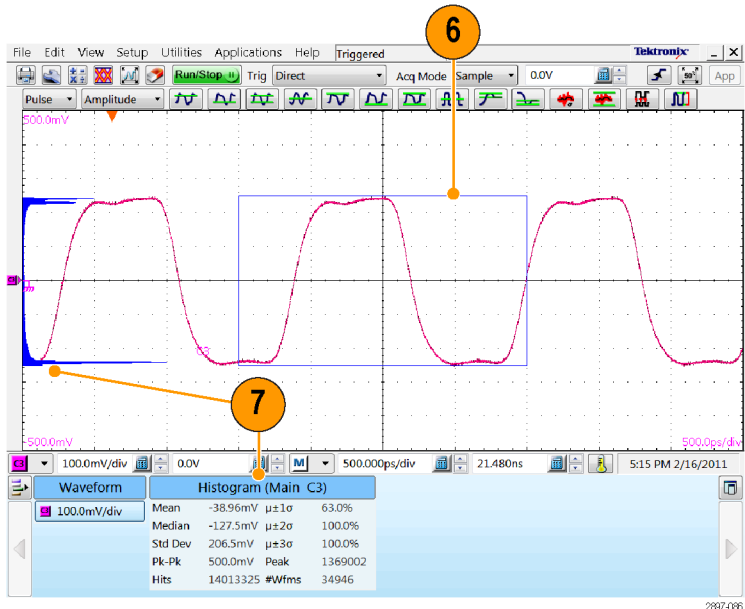 6
File Edit View Setup Utilities Applications Help Triggered Tektronix
Run/Stop Trig Direct Acq Mode Sample 0.0V 50% App
Pulse Amplitude
500.0mV
C3
C3
7
-500.0mV 500.0ps/div
C3 100.0mV/div 0.0V M 500.000ps/div 21.480ns 5:15 PM 2/16/2011
Waveform Histogram (Main C3)
100.0mV/div Mean -38.96mV µ±1σ 63.0%
Median -127.5mV µ±2σ 100.0%
Std Dev 206.5mV µ±3σ 100.0%
Pk-Pk 500.0mV Peak 1369002
Hits 14013325 #Wfms 34946
2897-086